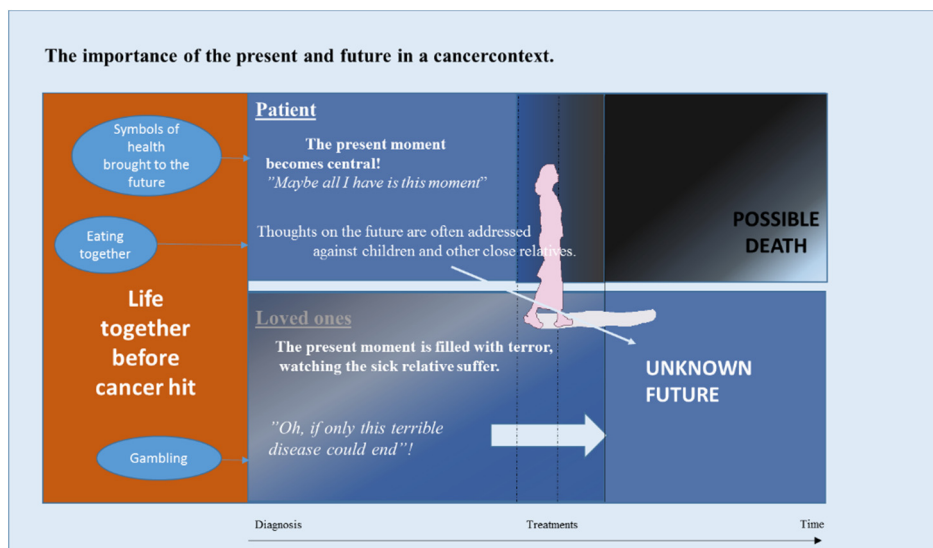 The importance of the present and future in a cancercontext.
Symbols of
health
brought to the
future
Eating
together
Life
together
before
cancer hit
Gambling
Patient
The present moment
becomes central!
"Maybe all I have is this moment"
Thoughts on the future are often addressed
against children and other close relatives.
POSSIBLE
DEATH
Loved ones
The present moment is filled with terror,
watching the sick relative suffer.
"Oh, if only this terrible
disease could end"!
UNKNOWN
FUTURE
Diagnosis
Treatments
Time